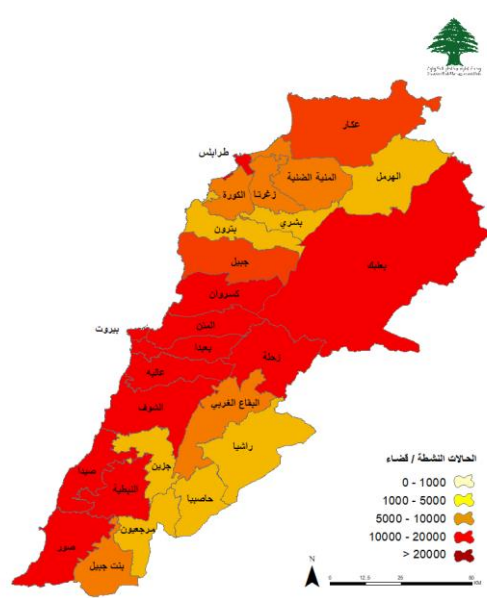 عكار
طرابلس
الهرمل
المنية الضنية
زغرتا
الكورة
بشري
بترون
بعلبك
جبيل
كسروان
المتن
بيروت
بعبدا
زحلة
عاليه
الشوف
البقاع الغربي
راشيا
جزين
صيدا
النبطية
حاصبيا
مرجعيون
صور
بنت جبيل
الحالات النشطة / قضاء
0 - 1000
1000 - 5000
5000 - 10000
10000 - 20000
> 20000
N
0 12.5 25 50
KM